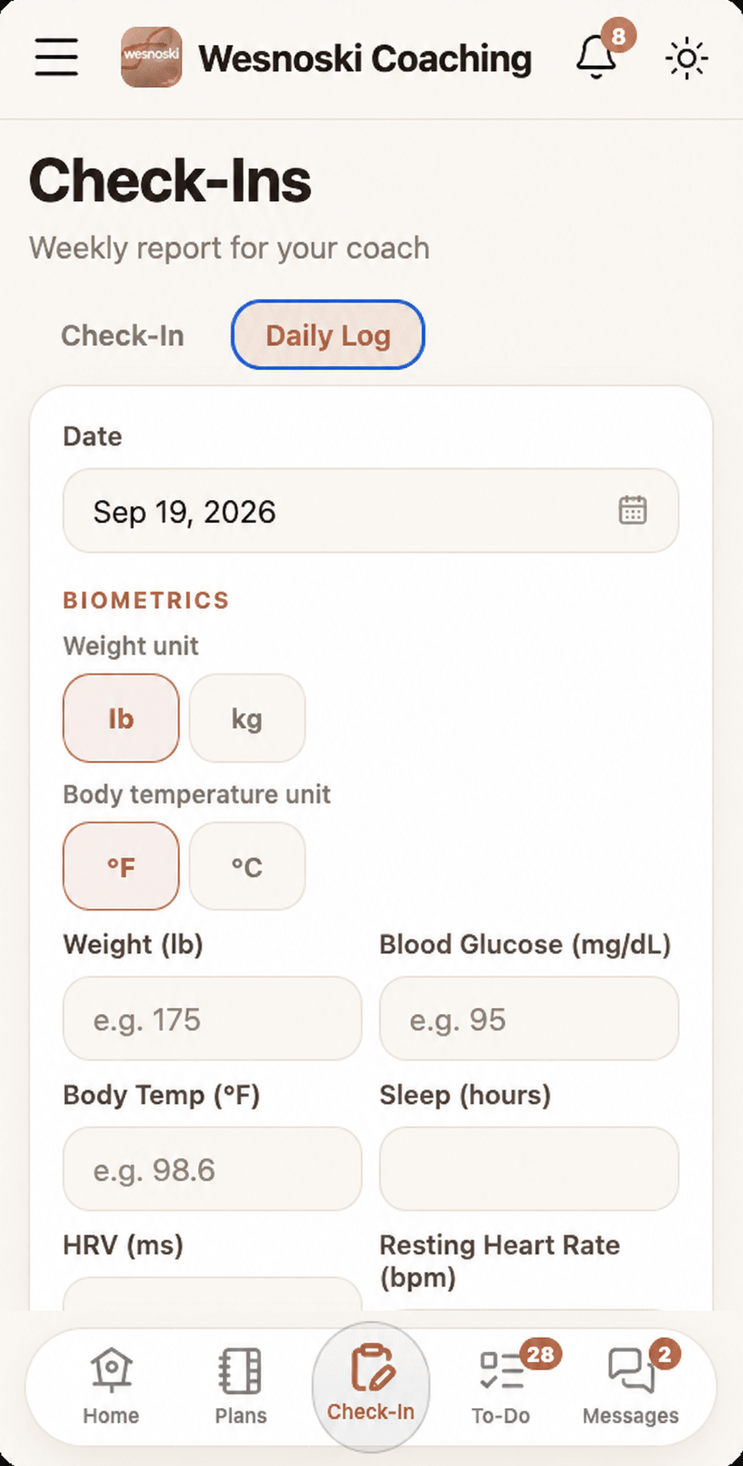 wesnoski
Wesnoski Coaching
8
Check-Ins
Weekly report for your coach
Check-In
Daily Log
Date
Sep 19, 2026
BIOMETRICS
Weight unit
lb
kg
Body temperature unit
°F
°C
Weight (lb)
Blood Glucose (mg/dL)
e.g. 175
e.g. 95
Body Temp (°F)
Sleep (hours)
e.g. 98.6
HRV (ms)
Resting Heart Rate
(bpm)
28
2
Home
Plans
Check-In
To-Do
Messages